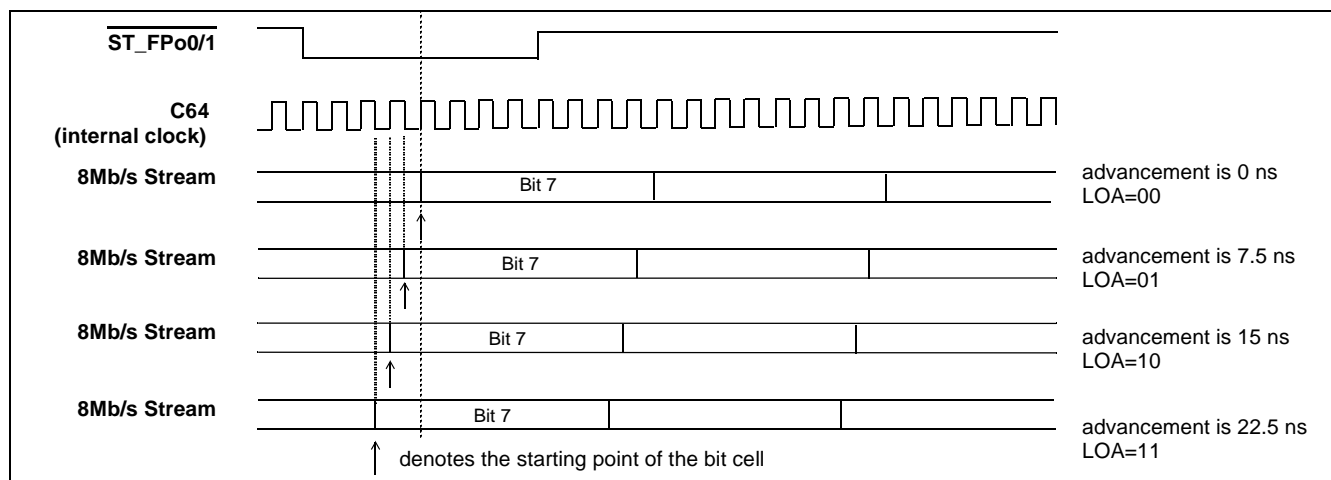 ST_FPo0/1
C64
(internal clock)
8Mb/s Stream
Bit 7
advancement is 0 ns
LOA=00
8Mb/s Stream
Bit 7
advancement is 7.5 ns
LOA=01
8Mb/s Stream
Bit 7
advancement is 15 ns
LOA=10
8Mb/s Stream
Bit 7
advancement is 22.5 ns
LOA=11
denotes the starting point of the bit cell